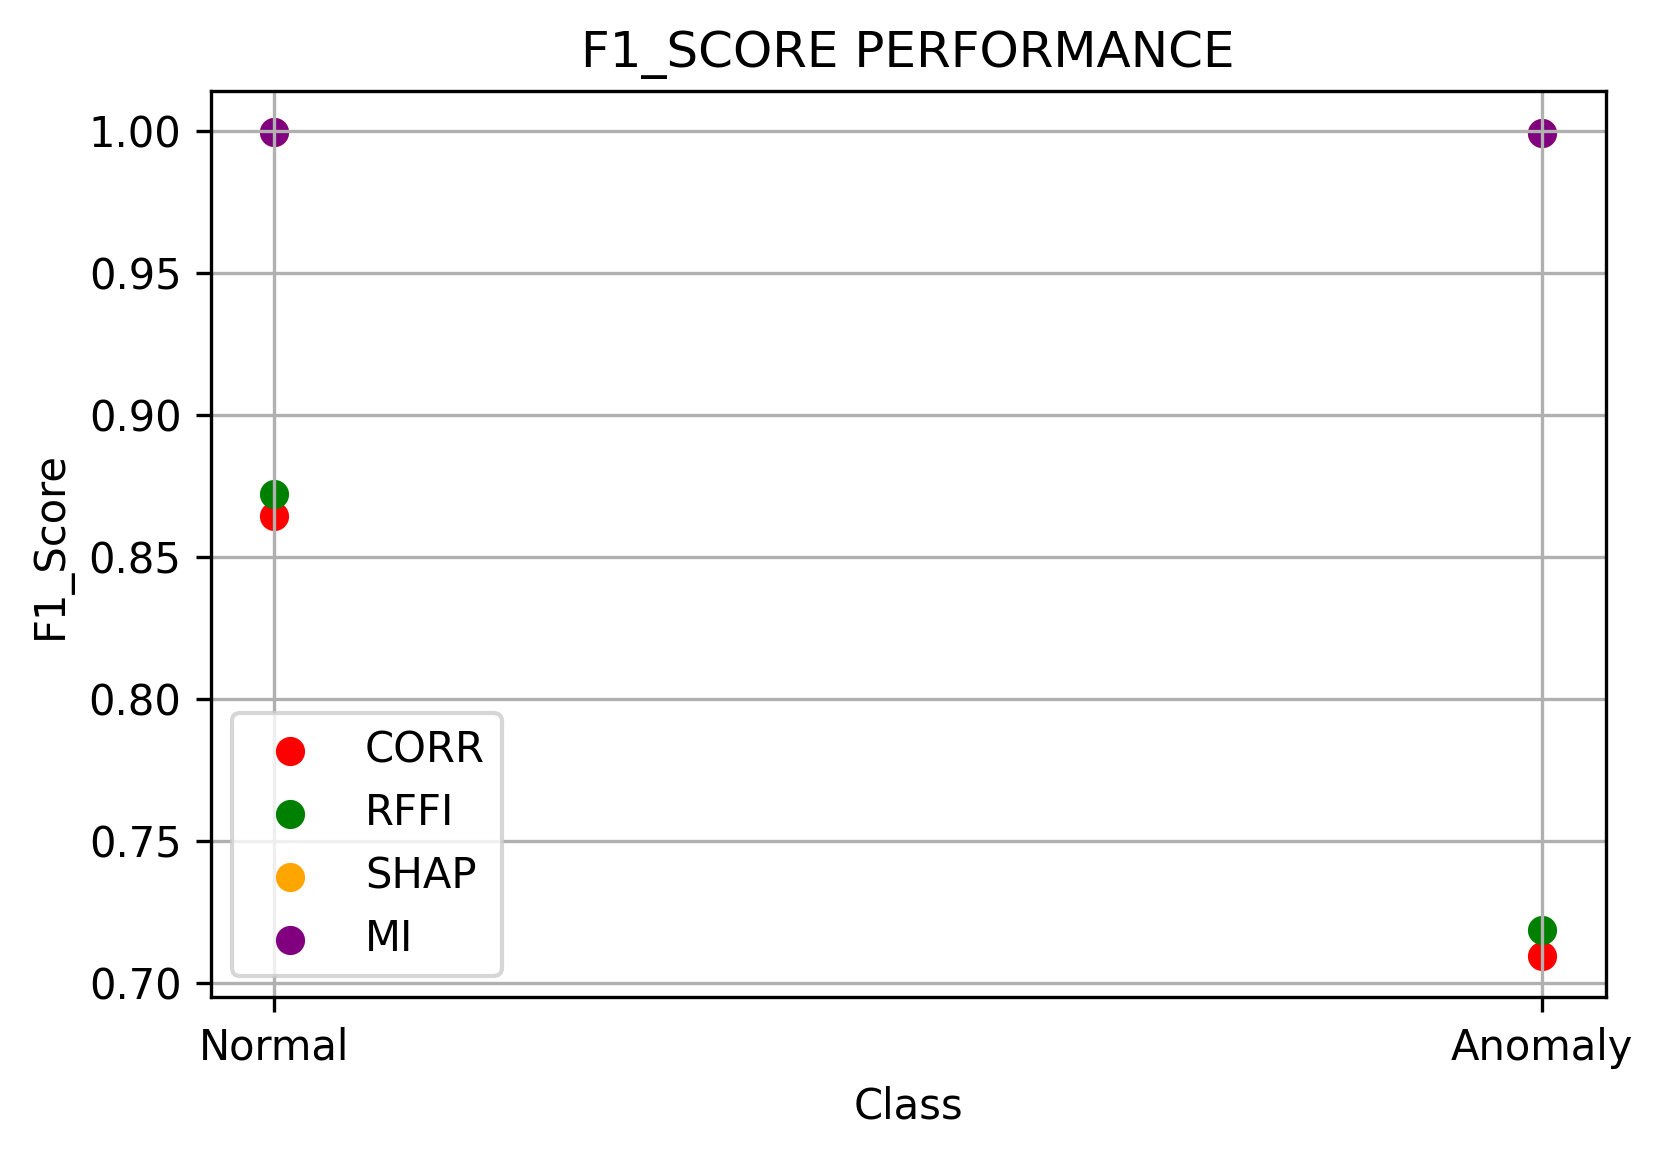 F1_SCORE PERFORMANCE
F1_Score
1.00
0.95
0.90
0.85
0.80
0.75
0.70
CORR
RFFI
SHAP
MI
Normal
Anomaly
Class